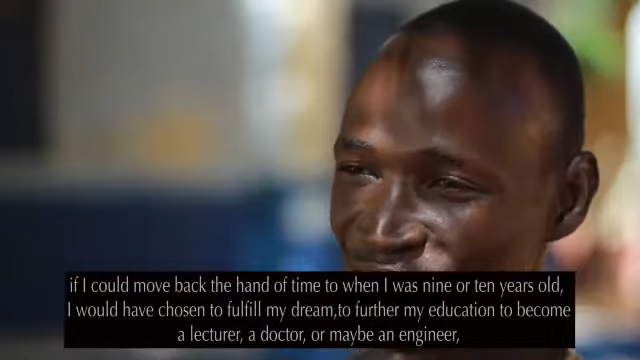 if I could move back the hand of time to when I was nine or ten years old,
I would have chosen to fulfill my dream,to further my education to become
a lecturer, a doctor, or maybe an engineer,